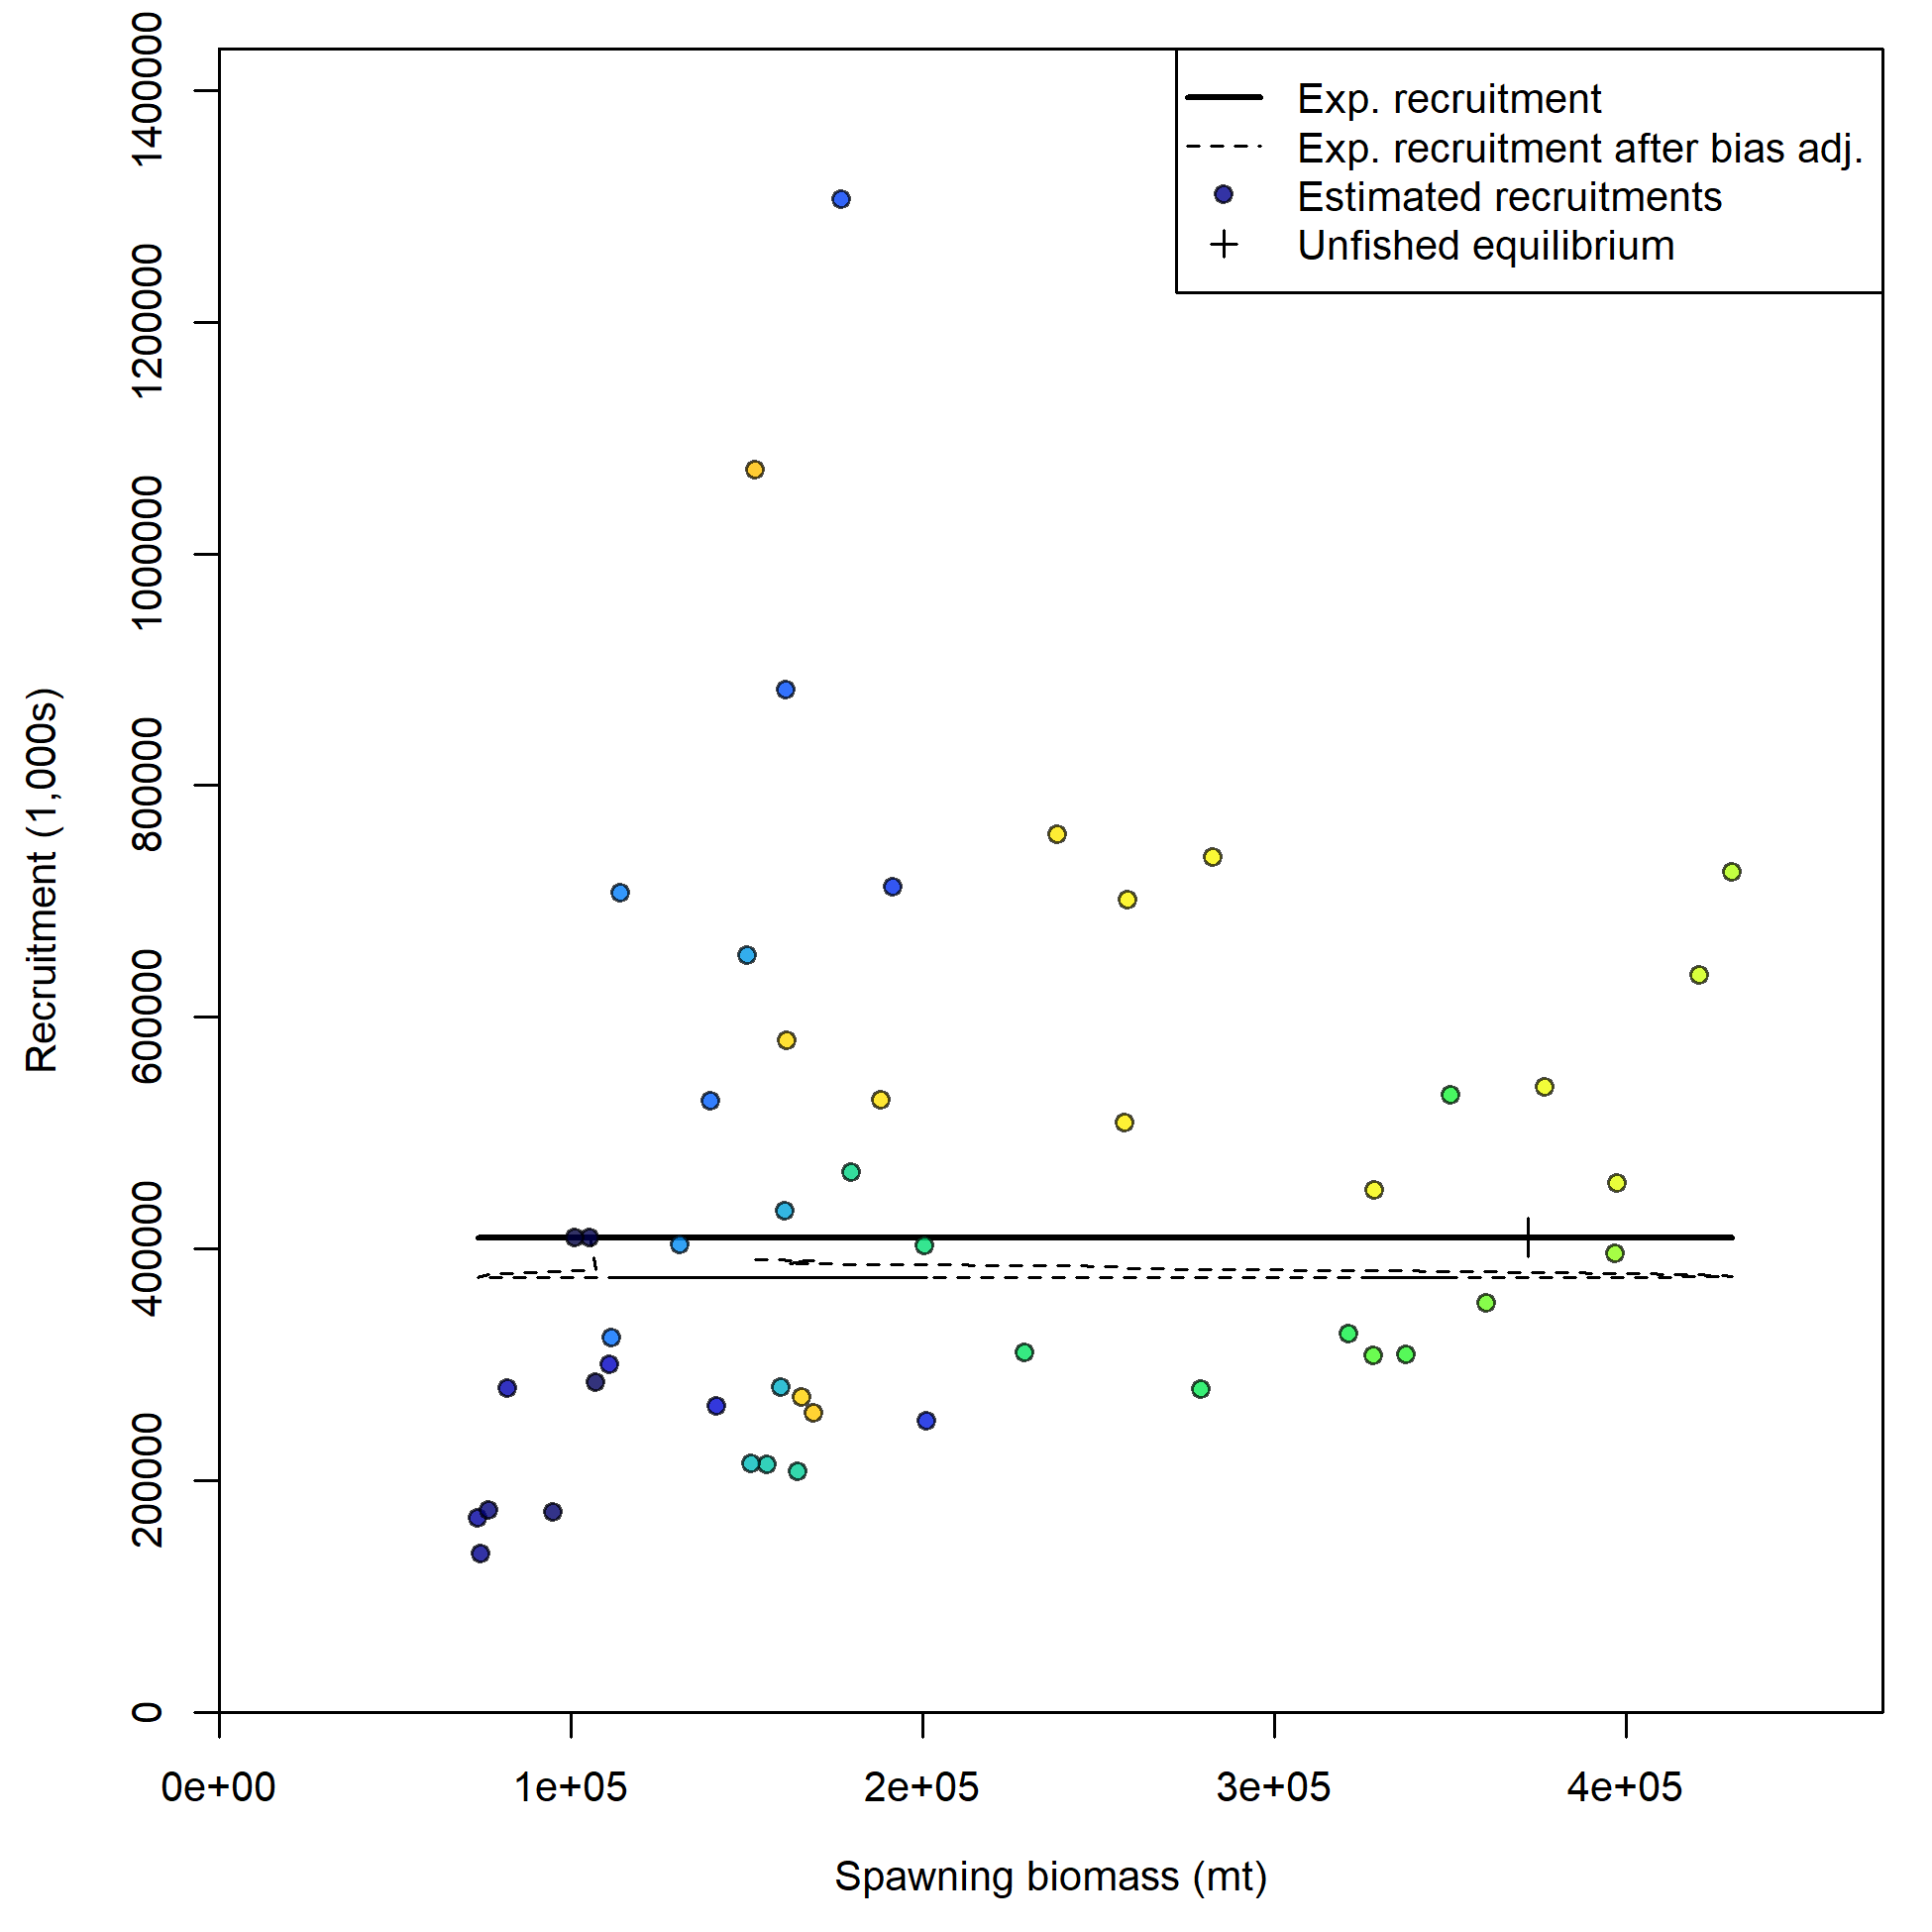 Exp. recruitment
Exp. recruitment after bias adj.
Estimated recruitments
Unfished equilibrium
Recruitment (1,000s)
1400000
1200000
1000000
800000
600000
400000
200000
0
0e+00 1e+05 2e+05 3e+05 4e+05
Spawning biomass (mt)